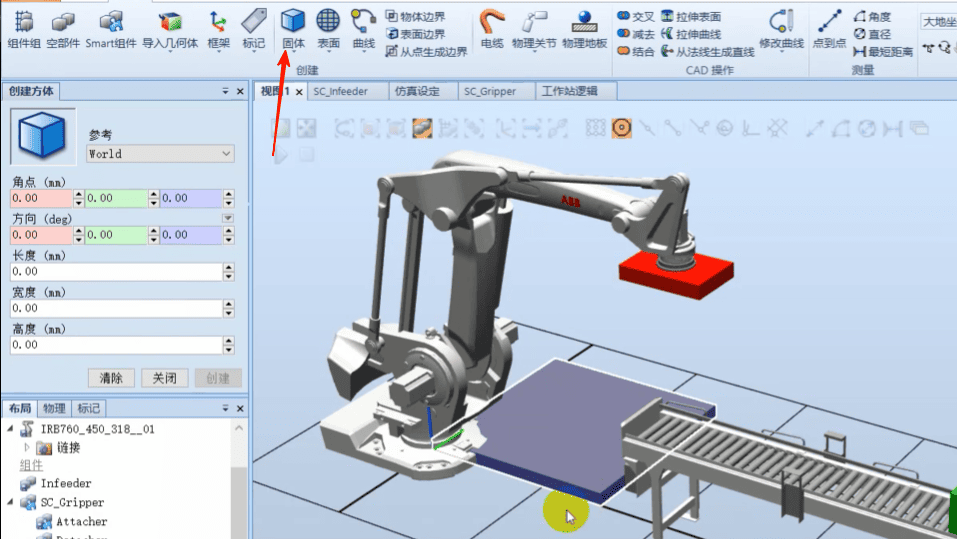 组件组 空部件 Smart组件 导入几何体 框架 标记 固体 表面 曲线 物体边界 表面边界 从点生成边界
创建
电缆 物理关节 物理地板
交叉 减去 结合 拉伸表面 拉伸曲线 从法线生成直线 修改曲线
CAD 操作
点到点 角度 直径 最短距离
测量
大地坐
创建方体
视图1 SC_Infeeder 仿真设定 SC_Gripper 工作站逻辑
参考
World
角点 (mm)
0.00 0.00 0.00
方向 (deg)
0.00 0.00 0.00
长度 (mm)
0.00
宽度 (mm)
0.00
高度 (mm)
0.00
清除 关闭 创建
布局 物理 标记
IRB760_450_318__01
链接
组件
Infeeder
SC_Gripper
Attacher
ABB